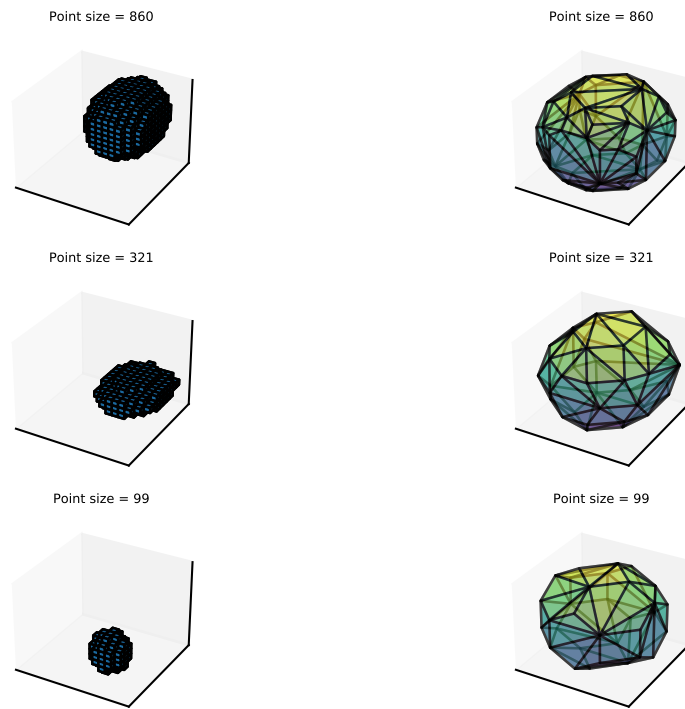 Point size = 860
Point size = 860
Point size = 321
Point size = 321
Point size = 99
Point size = 99